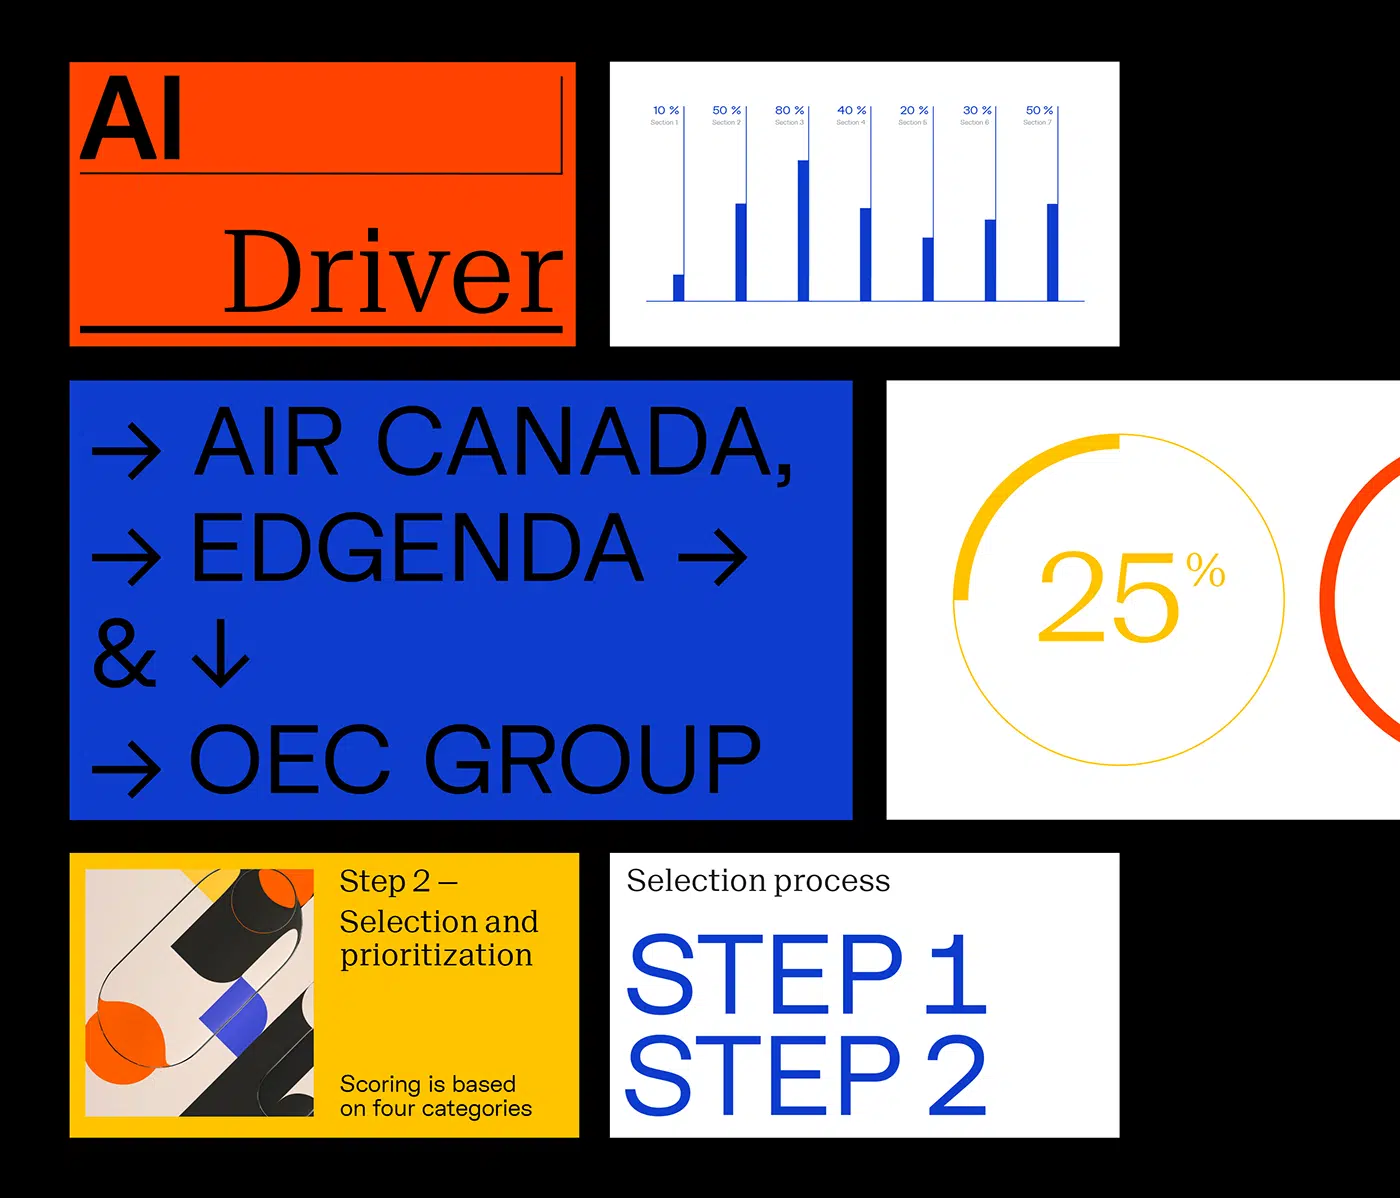 AI
Driver
10 % 50 % 80 % 40 % 20 % 30 % 50 %
Section 1 Section 2 Section 3 Section 4 Section 5 Section 6 Section 7
→ AIR CANADA,
→ EDGENDA →
& ↓
→ OEC GROUP
25%
Step 2 –
Selection and
prioritization
Scoring is based
on four categories
Selection process
STEP 1
STEP 2